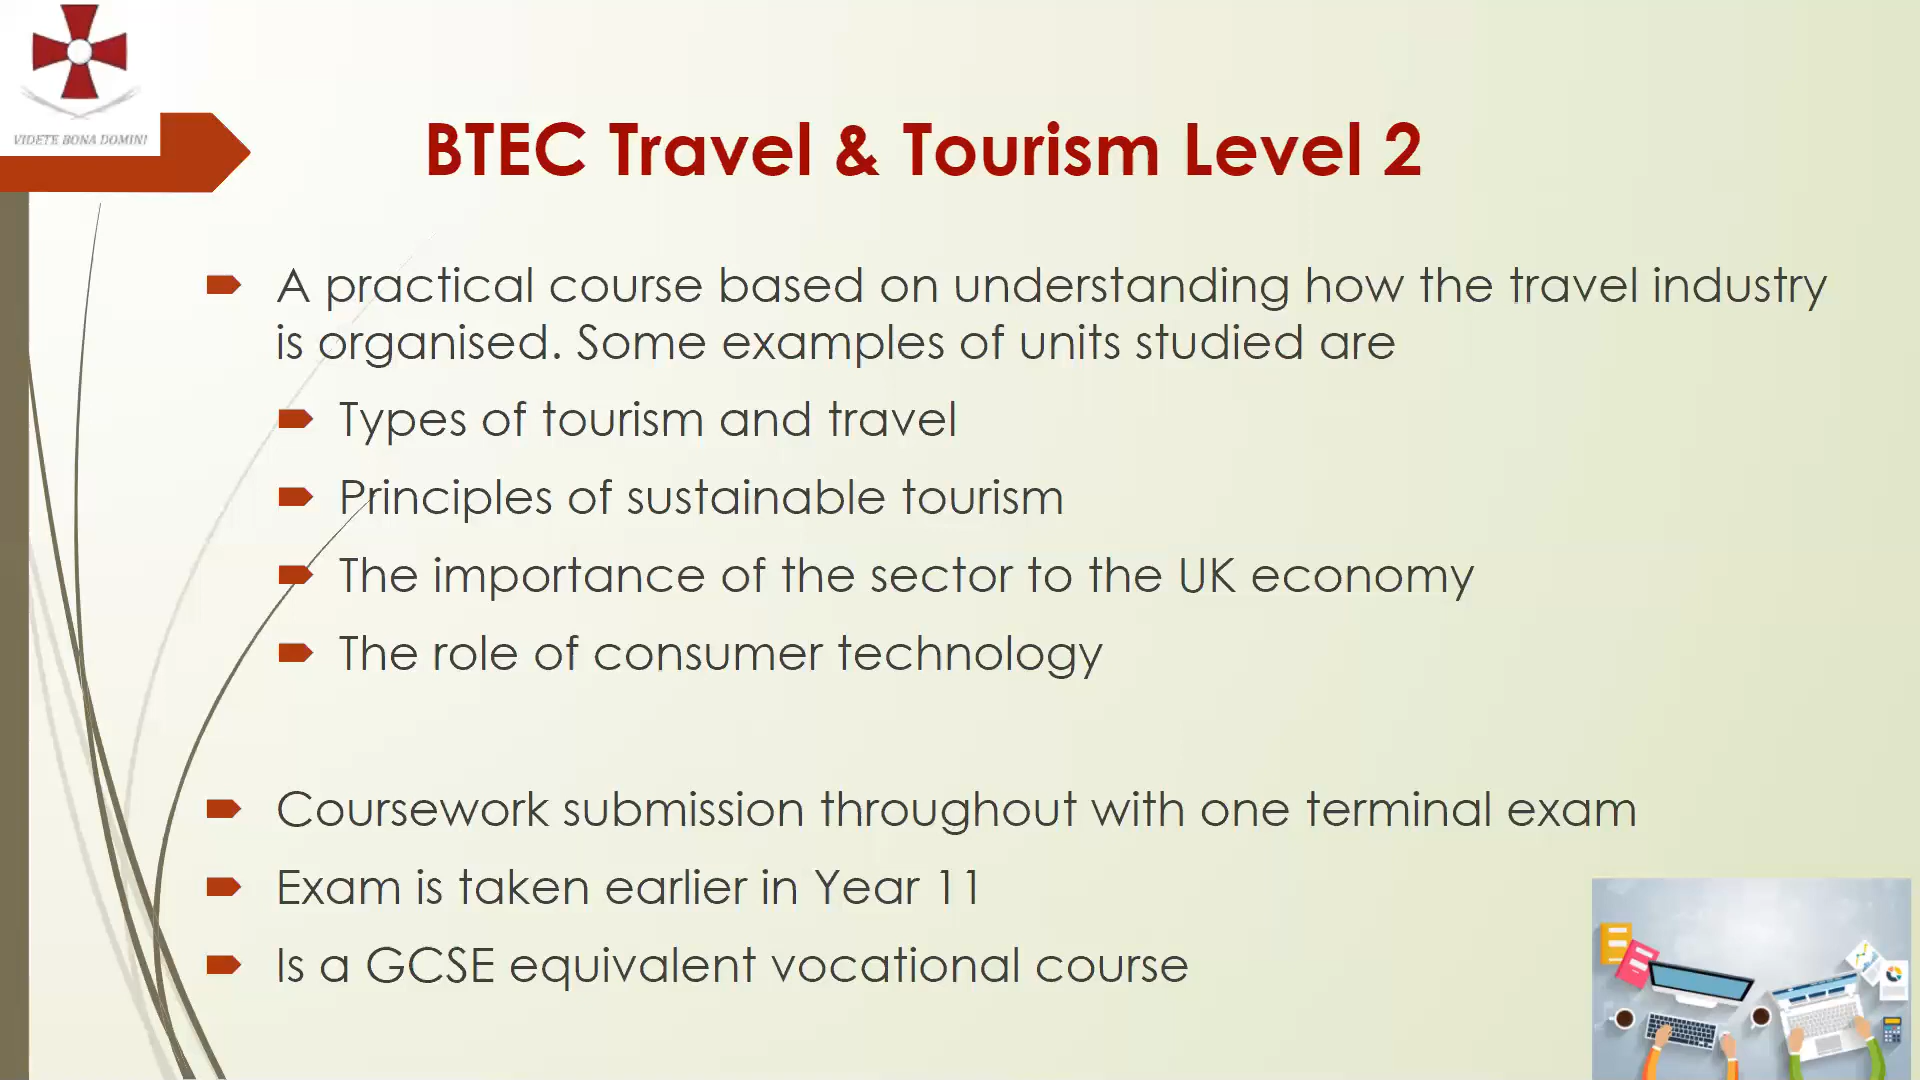 VIDETE BONA DOMINI
BTEC Travel & Tourism Level 2
A practical course based on understanding how the travel industry
is organised. Some examples of units studied are
Types of tourism and travel
Principles of sustainable tourism
The importance of the sector to the UK economy
The role of consumer technology
Coursework submission throughout with one terminal exam
Exam is taken earlier in Year 11
Is a GCSE equivalent vocational course